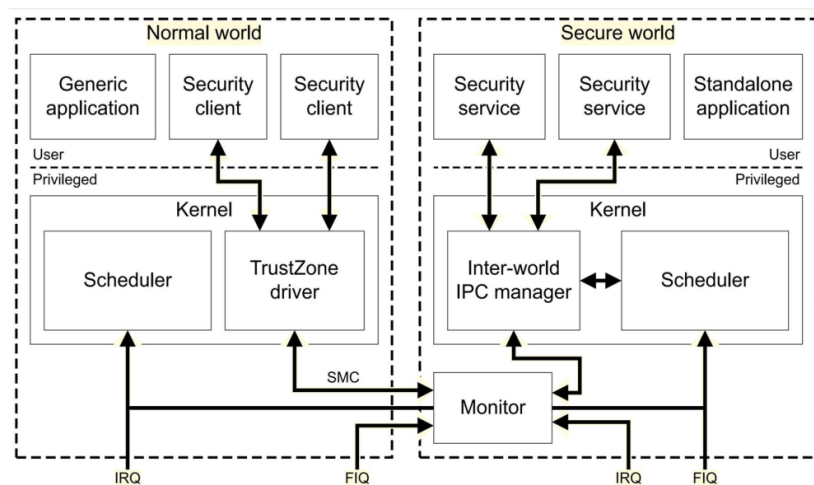 Normal world
Secure world
Generic
application
Security
client
Security
client
Security
service
Security
service
Standalone
application
User
User
Privileged
Privileged
Kernel
Kernel
Scheduler
TrustZone
driver
Inter-world
IPC manager
Scheduler
SMC
Monitor
IRQ
FIQ
IRQ
FIQ